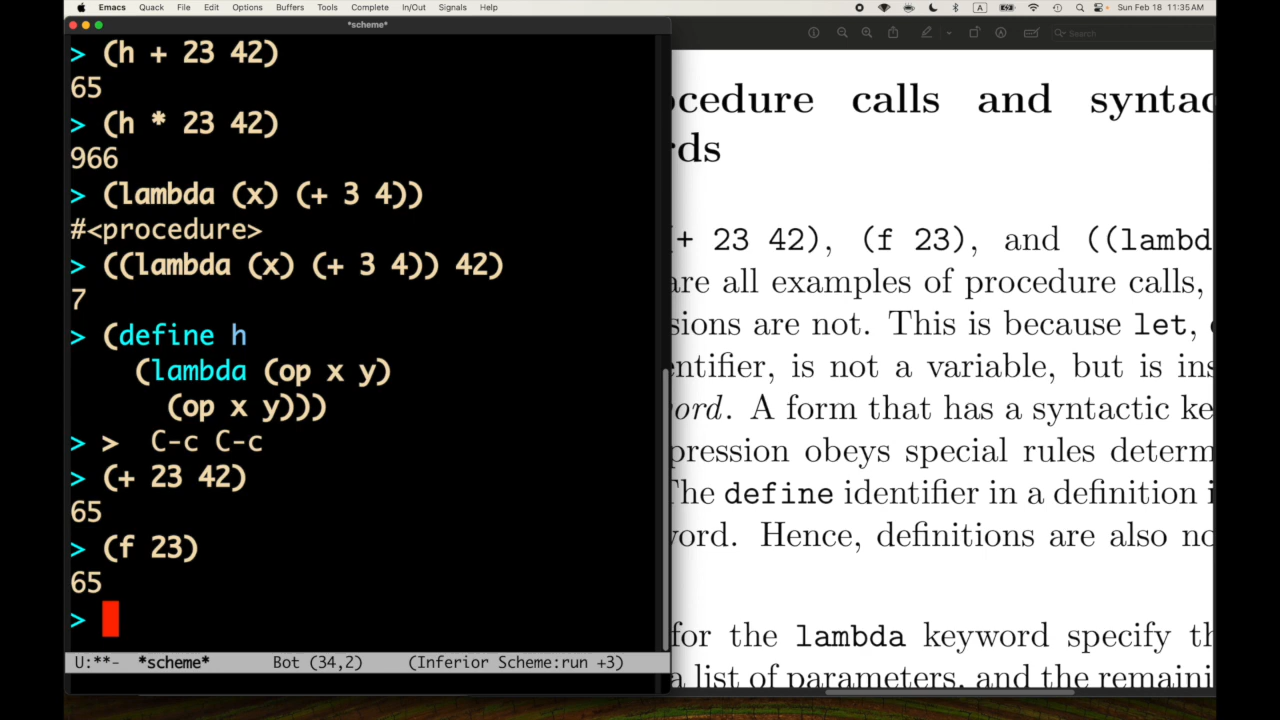 Emacs Quack File Edit Options Buffers Tools Complete In/Out Signals Help
A
Sun Feb 18 11:35 AM
*scheme*
> (h + 23 42)
65
> (h * 23 42)
966
> (lambda (x) (+ 3 4))
#<procedure>
> ((lambda (x) (+ 3 4)) 42)
7
> (define h
(lambda (op x y)
(op x y)))
> > C-c C-c
> (+ 23 42)
65
> (f 23)
65
>
U:**- *scheme* Bot (34,2) (Inferior Scheme:run +3)
Search
ocedure calls and syntac
rds
(+ 23 42), (f 23), and ((lambd
are all examples of procedure calls,
sions are not. This is because let,
entifier, is not a variable, but is ins
ord. A form that has a syntactic ke
pression obeys special rules determ
The define identifier in a definition i
word. Hence, definitions are also no
for the lambda keyword specify th
a list of parameters, and the remaini